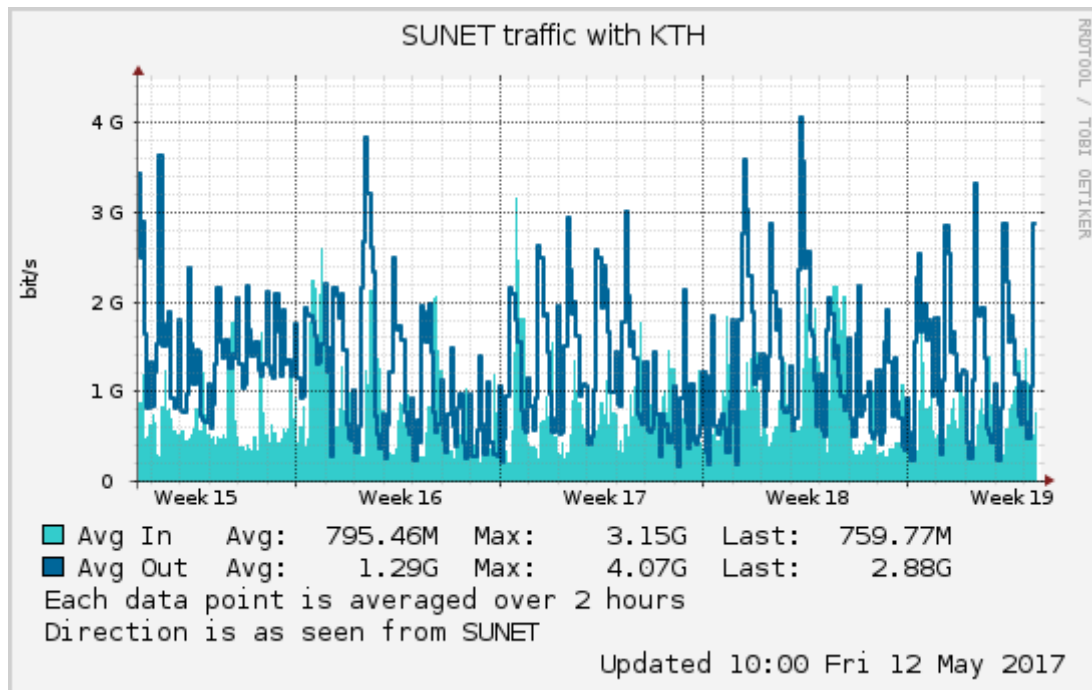 SUNET traffic with KTH
RRDTOOL / TOBI OETIKER
bit/s
4 G
3 G
2 G
1 G
0
Week 15 Week 16 Week 17 Week 18 Week 19
Avg In Avg: 795.46M Max: 3.15G Last: 759.77M
Avg Out Avg: 1.29G Max: 4.07G Last: 2.88G
Each data point is averaged over 2 hours
Direction is as seen from SUNET
Updated 10:00 Fri 12 May 2017